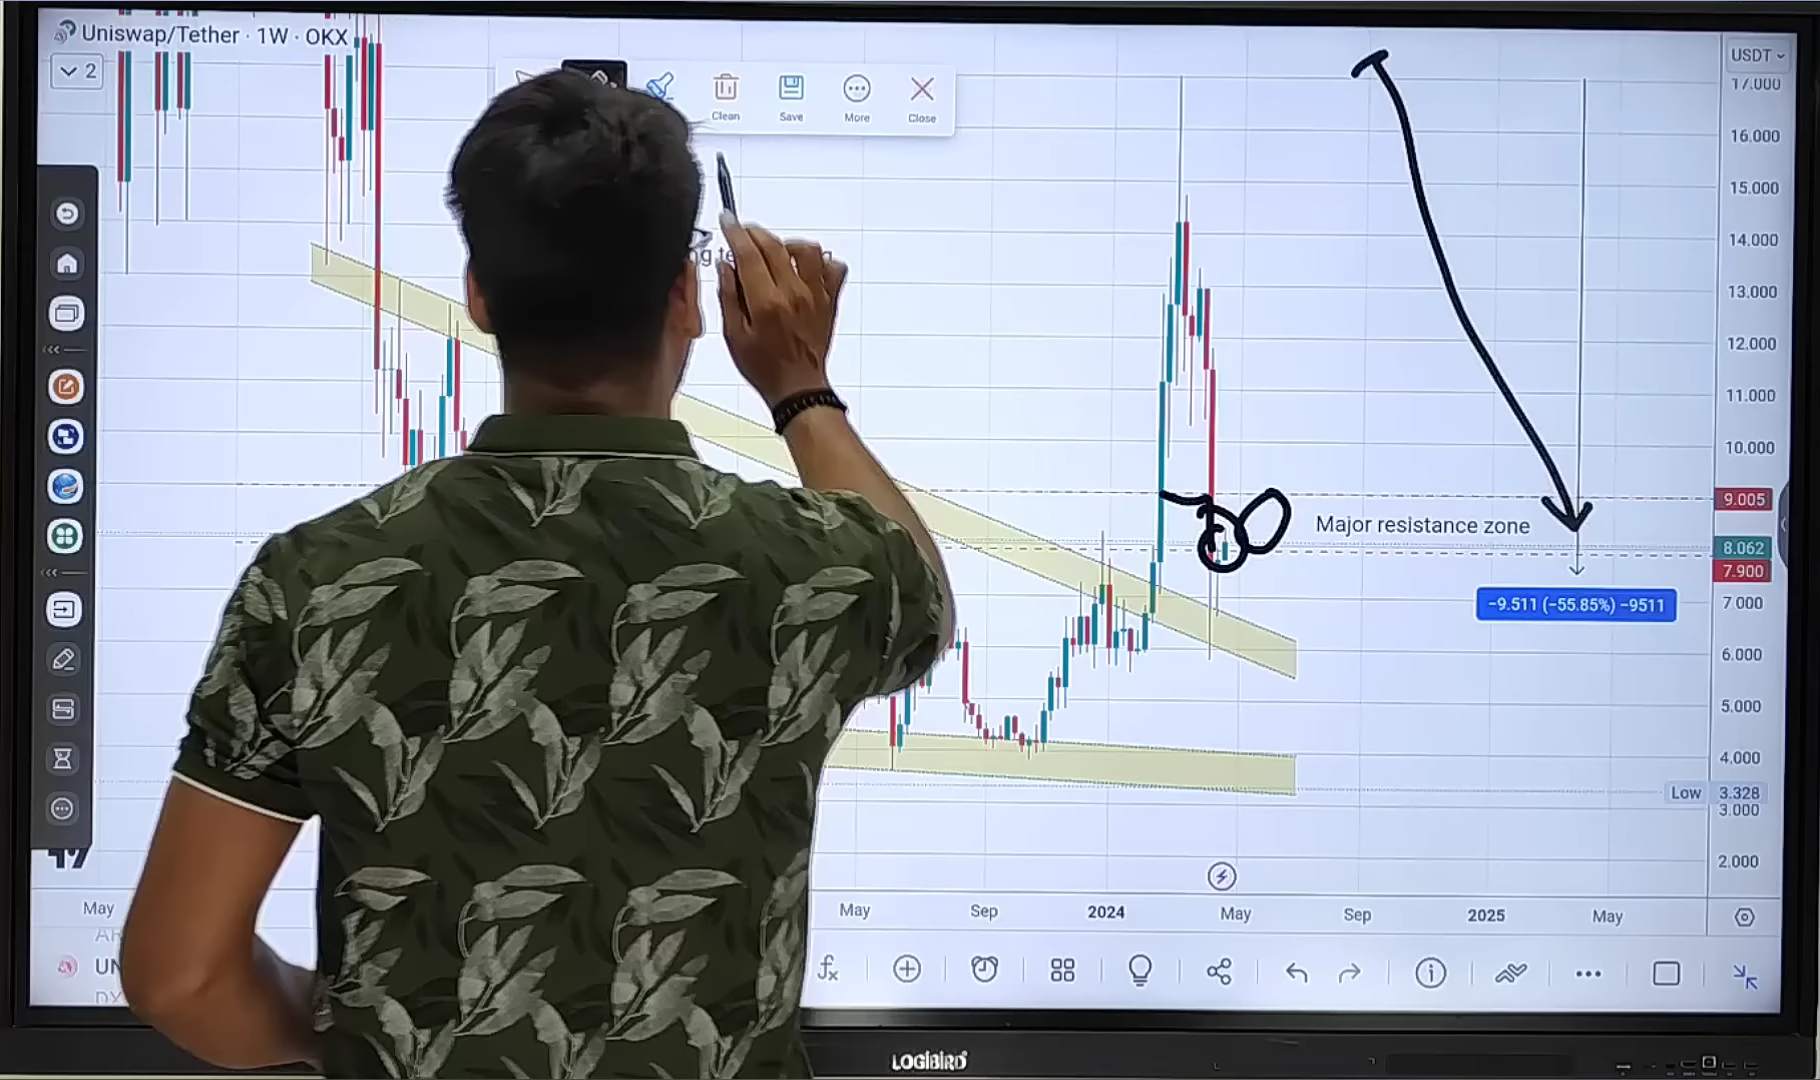 Uniswap/Tether · 1W · OKX
2
Clean
Save
More
Close
USDT
17.000
16.000
15.000
14.000
13.000
12.000
11.000
10.000
9.005
Major resistance zone
8.062
7.900
−9.511 (−55.85%) −9511
7.000
6.000
5.000
4.000
Low 3.328
3.000
2.000
May
May
Sep
2024
May
Sep
2025
May
UN
LOGIBIRD